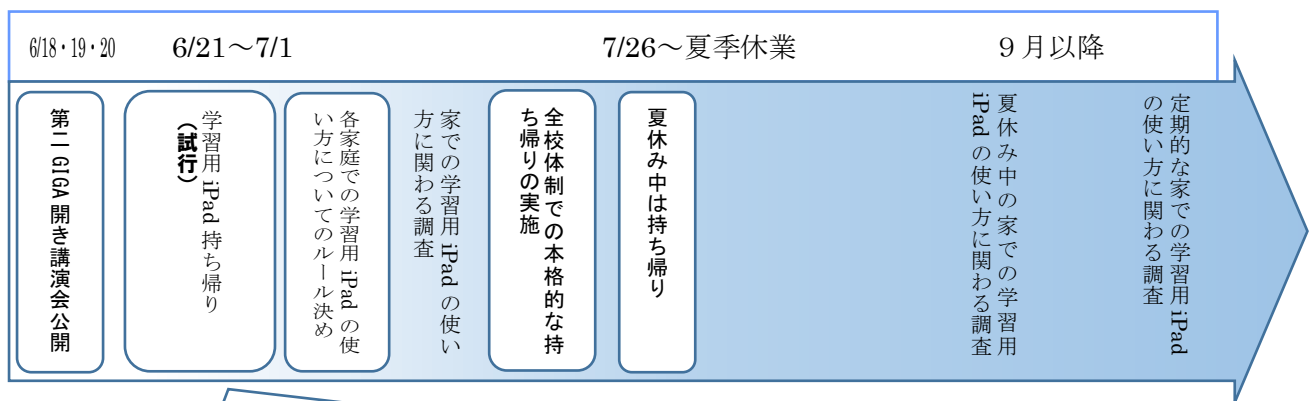 6/18・19・20
6/21～7/1
7/26～夏季休業
９月以降
第二 GIGA 開き講演会公開
学習用 iPad 持ち帰り
（試行）
各家庭での学習用 iPad の使
い方についてのルール決め
家での学習用 iPad の使い
方に関わる調査
全校体制での本格的な持
ち帰りの実施
夏休み中は持ち帰り
夏休み中の家での学習用
iPad の使い方に関わる調査
定期的な家での学習用 iPad
の使い方に関わる調査